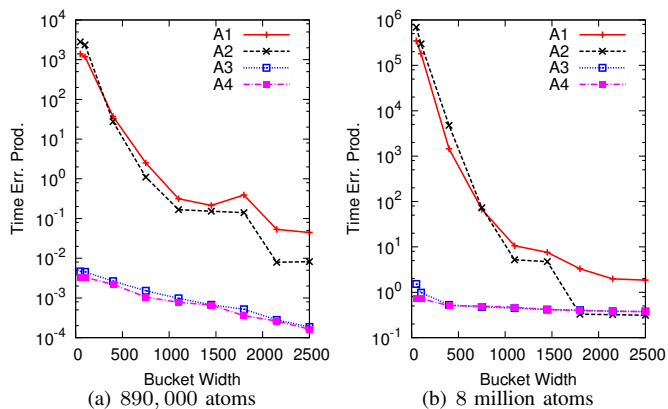 10^4
10^3
10^2
10^1
10^0
10^-1
10^-2
10^-3
10^-4
Time Err. Prod.
A1
A2
A3
A4
0 500 1000 1500 2000 2500
Bucket Width
(a) 890,000 atoms
10^6
10^5
10^4
10^3
10^2
10^1
10^0
10^-1
Time Err. Prod.
A1
A2
A3
A4
0 500 1000 1500 2000 2500
Bucket Width
(b) 8 million atoms